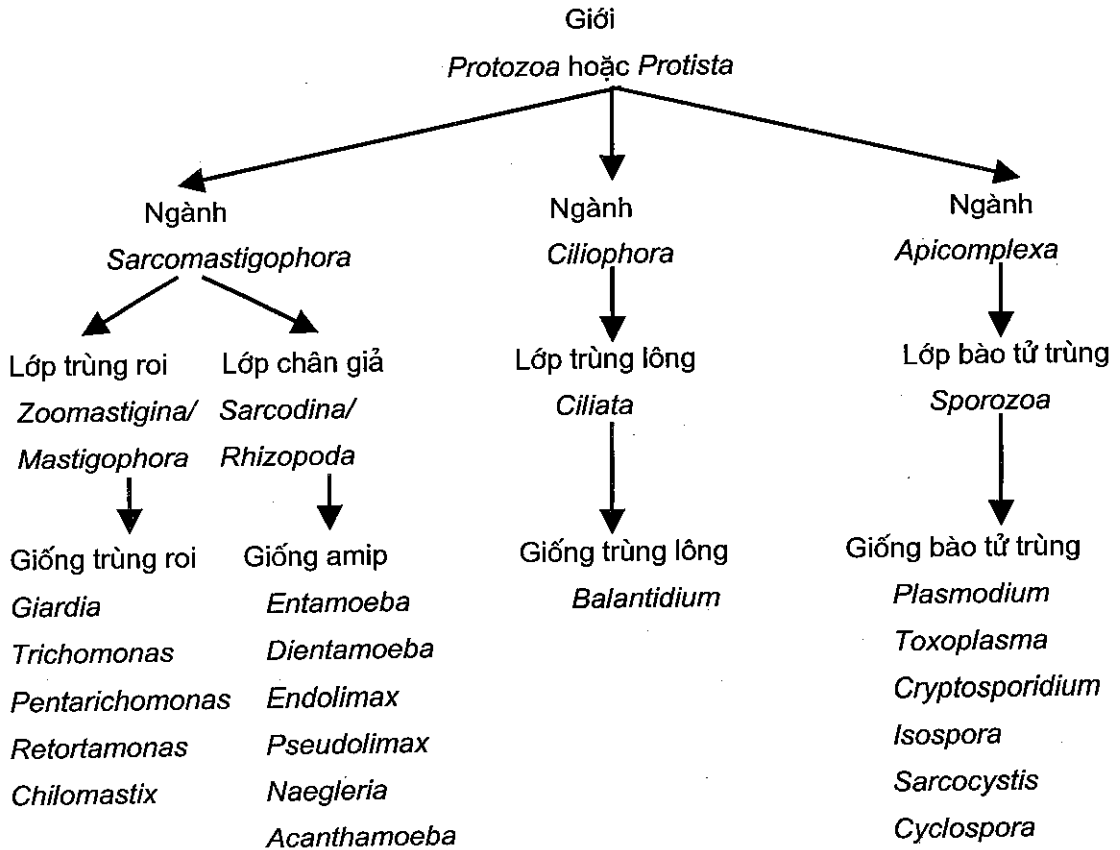 Giới
Protozoa hoặc Protista
Ngành
Sarcomastigophora
Ngành
Ciliophora
Ngành
Apicomplexa
Lớp trùng roi
Zoomastigina/
Mastigophora
Lớp chân giả
Sarcodina/
Rhizopoda
Lớp trùng lông
Ciliata
Lớp bào tử trùng
Sporozoa
Giống trùng roi
Giardia
Trichomonas
Pentarichomonas
Retortamonas
Chilomastix
Giống amip
Entamoeba
Dientamoeba
Endolimax
Pseudolimax
Naegleria
Acanthamoeba
Giống trùng lông
Balantidium
Giống bào tử trùng
Plasmodium
Toxoplasma
Cryptosporidium
Isospora
Sarcocystis
Cyclospora